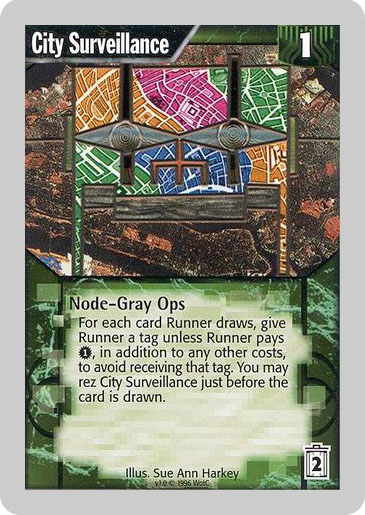 City Surveillance
1
Node-Gray Ops
For each card Runner draws, give
Runner a tag unless Runner pays
1, in addition to any other costs,
to avoid receiving that tag. You may
rez City Surveillance just before the
card is drawn.
2
Illus. Sue Ann Harkey
v1.0 © 1996 WotC